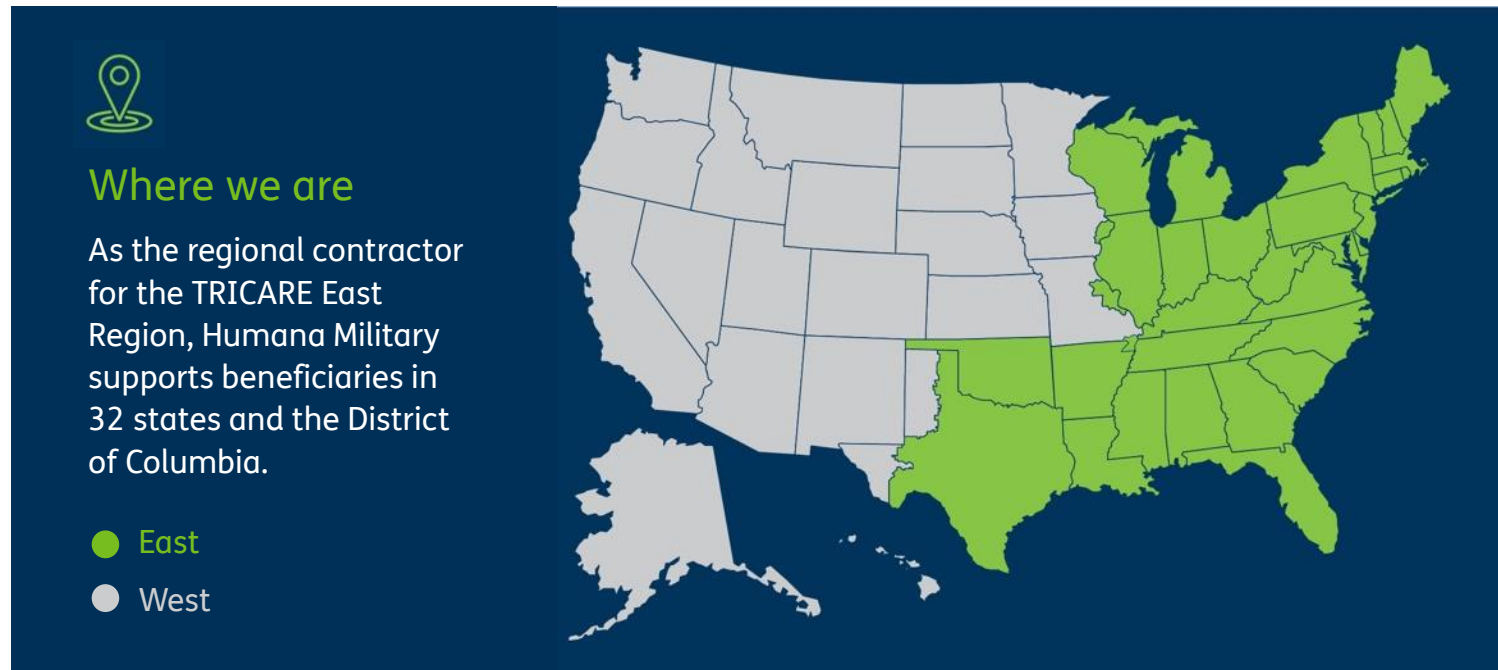 Where we are
As the regional contractor
for the TRICARE East
Region, Humana Military
supports beneficiaries in
32 states and the District
of Columbia.
East
West